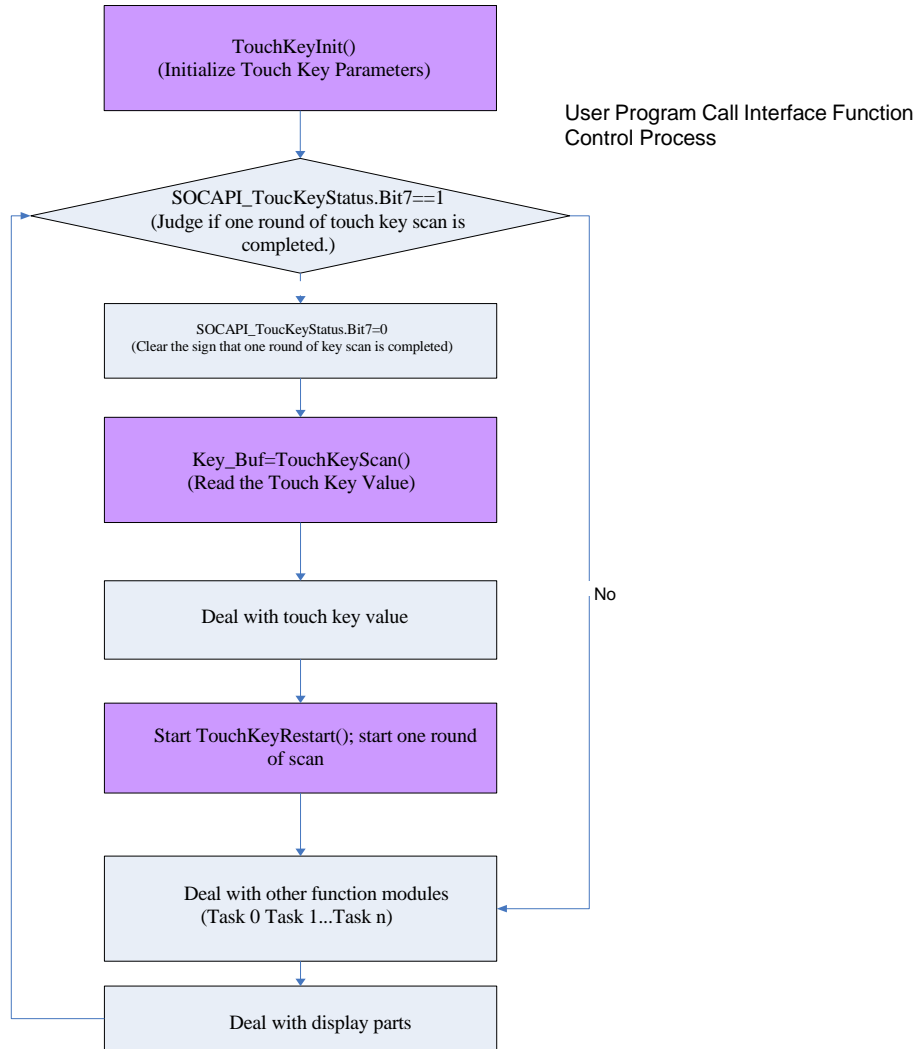 TouchKeyInit()
(Initialize Touch Key Parameters)
User Program Call Interface Function
Control Process
SOCAPI_ToucKeyStatus.Bit7==1
(Judge if one round of touch key scan is
completed.)
SOCAPI_ToucKeyStatus.Bit7=0
(Clear the sign that one round of key scan is completed)
Key_Buf=TouchKeyScan()
(Read the Touch Key Value)
No
Deal with touch key value
Start TouchKeyRestart(); start one round
of scan
Deal with other function modules
(Task 0 Task 1...Task n)
Deal with display parts